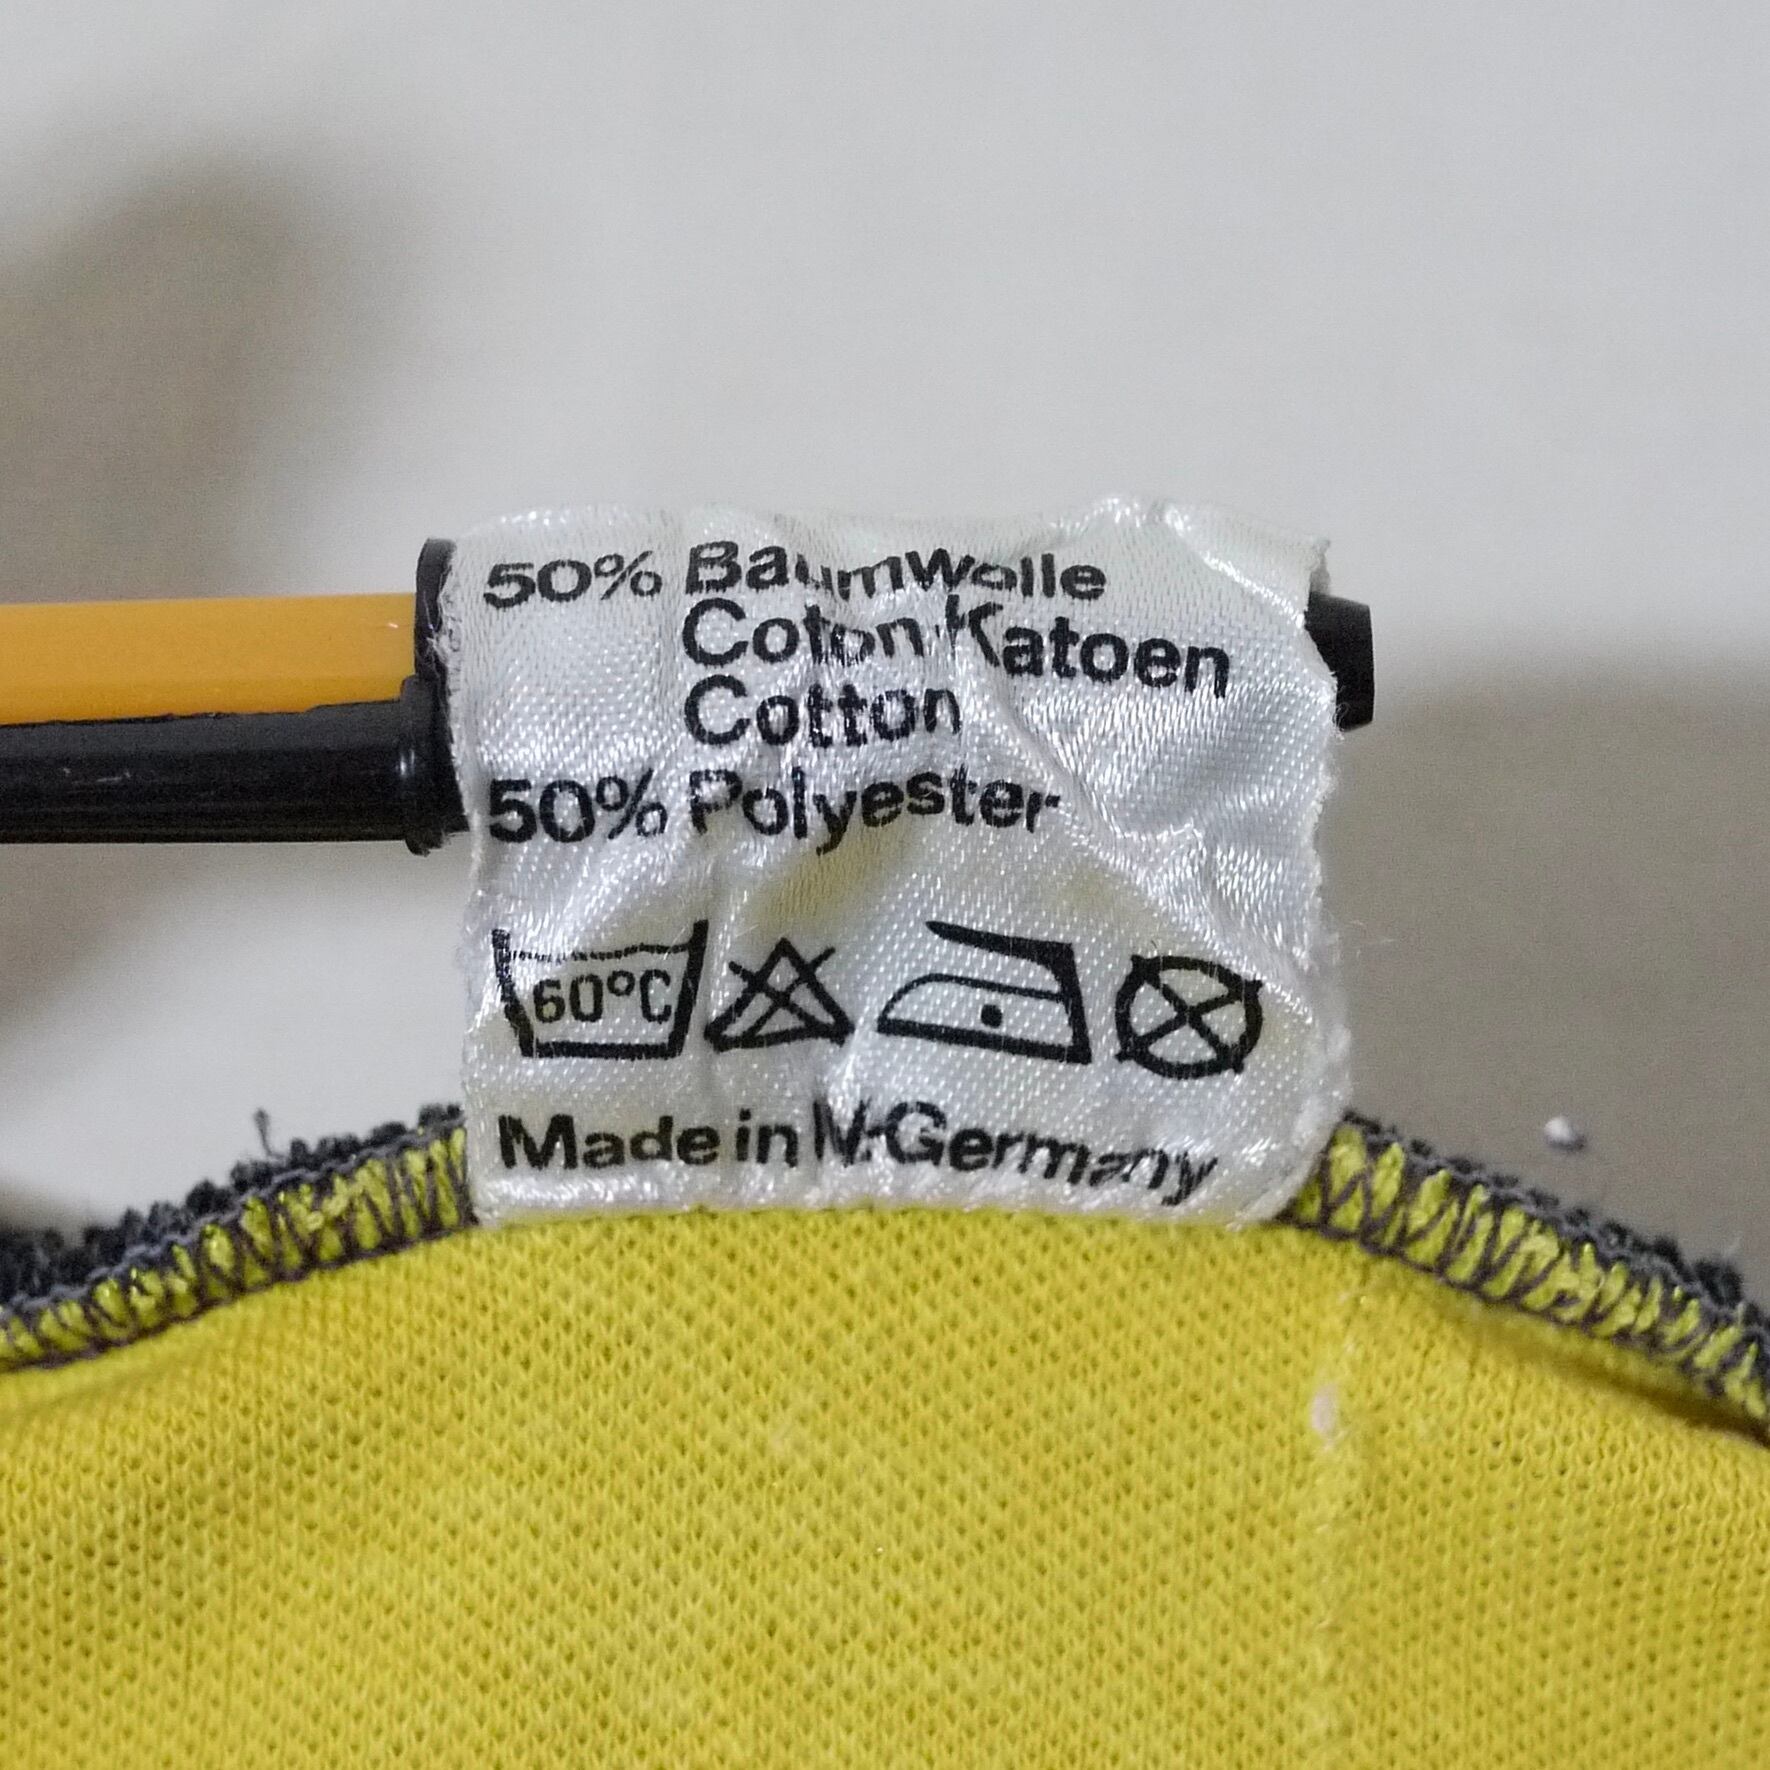 50% Baumwolle
Coton·Katoen
Cotton
50% Polyester
60°C
Made in W-Germany